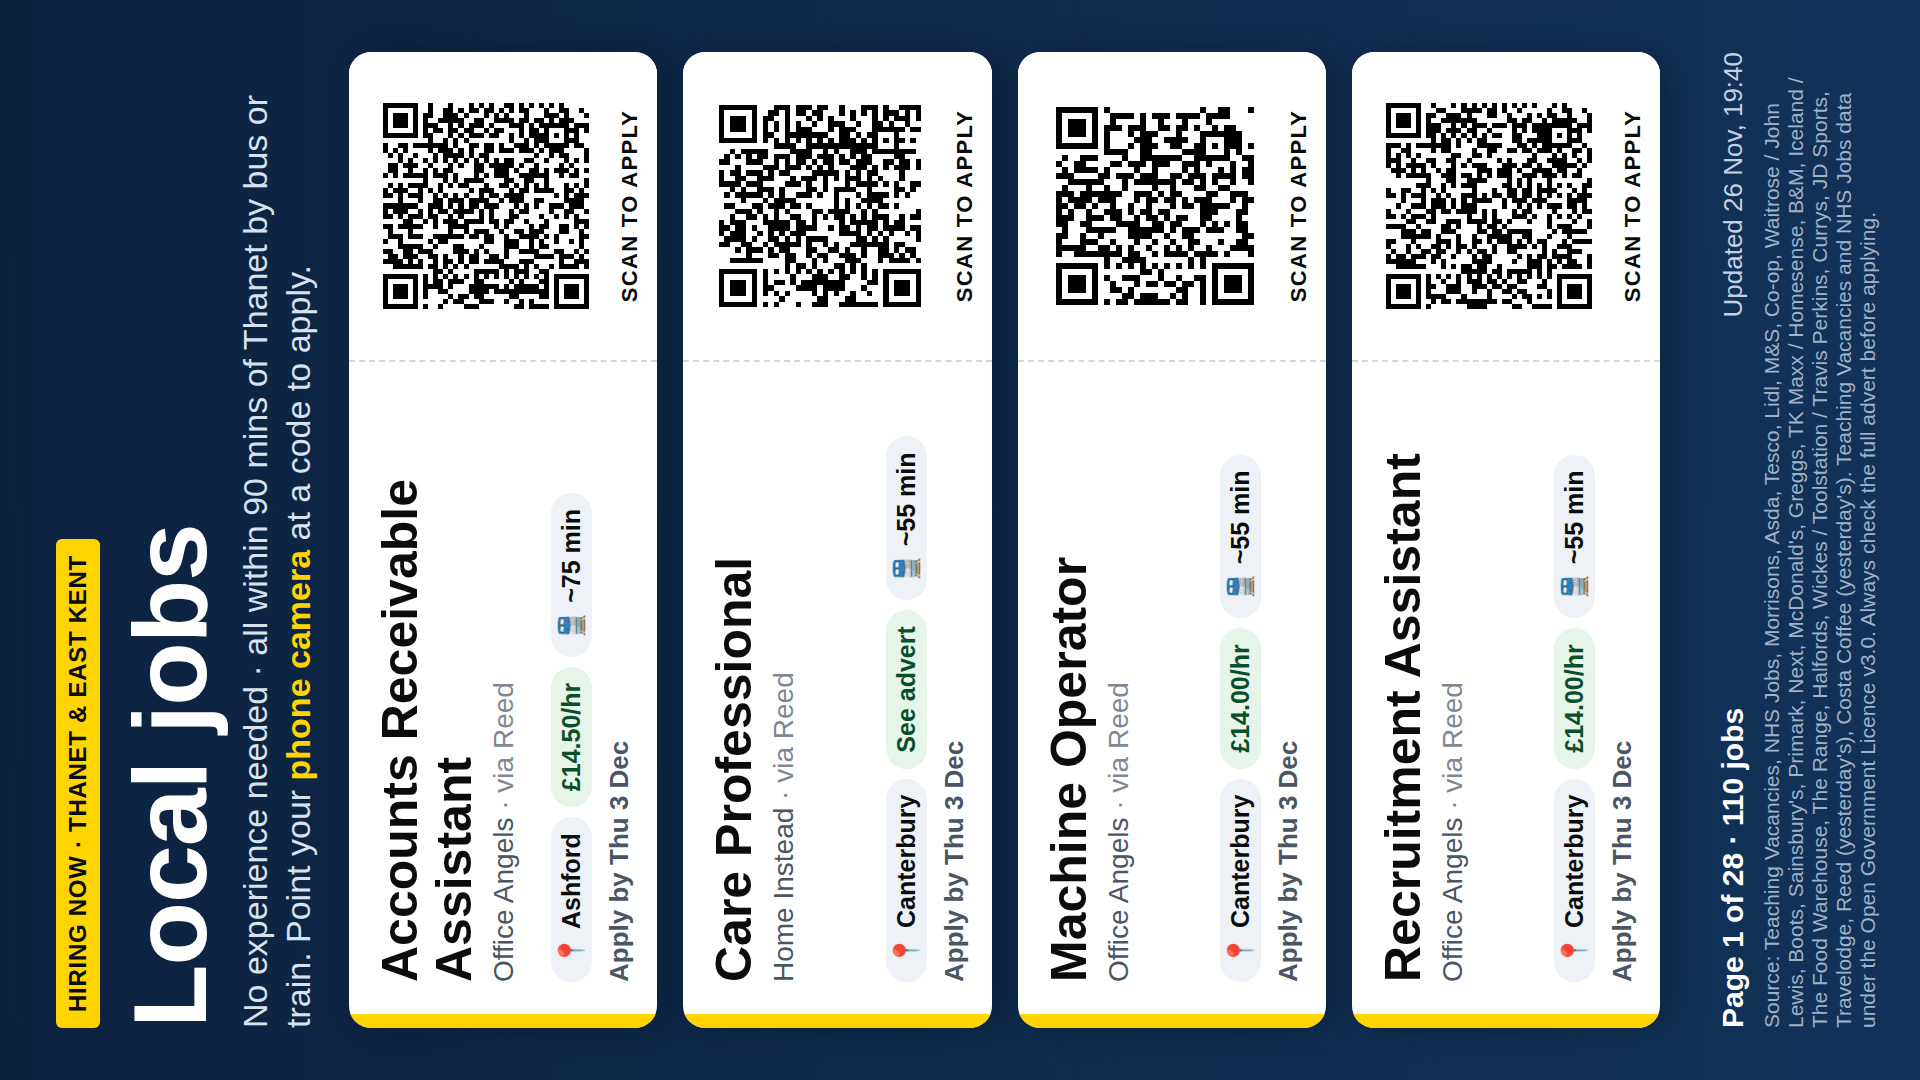 HIRING NOW · THANET & EAST KENT
Local jobs
No experience needed · all within 90 mins of Thanet by bus or
train. Point your phone camera at a code to apply.
Accounts Receivable
Assistant
Office Angels · via Reed
📍 Ashford
£14.50/hr
🚉 ~75 min
Apply by Thu 3 Dec
SCAN TO APPLY
Care Professional
Home Instead · via Reed
📍 Canterbury
See advert
🚉 ~55 min
Apply by Thu 3 Dec
SCAN TO APPLY
Machine Operator
Office Angels · via Reed
📍 Canterbury
£14.00/hr
🚉 ~55 min
Apply by Thu 3 Dec
SCAN TO APPLY
Recruitment Assistant
Office Angels · via Reed
📍 Canterbury
£14.00/hr
🚉 ~55 min
Apply by Thu 3 Dec
SCAN TO APPLY
Page 1 of 28 · 110 jobs
Updated 26 Nov, 19:40
Source: Teaching Vacancies, NHS Jobs, Morrisons, Asda, Tesco, Lidl, M&S, Co-op, Waitrose / John
Lewis, Boots, Sainsbury's, Primark, Next, McDonald's, Greggs, TK Maxx / Homesense, B&M, Iceland /
The Food Warehouse, The Range, Halfords, Wickes / Toolstation / Travis Perkins, Currys, JD Sports,
Travelodge, Reed (yesterday's), Costa Coffee (yesterday's). Teaching Vacancies and NHS Jobs data
under the Open Government Licence v3.0. Always check the full advert before applying.